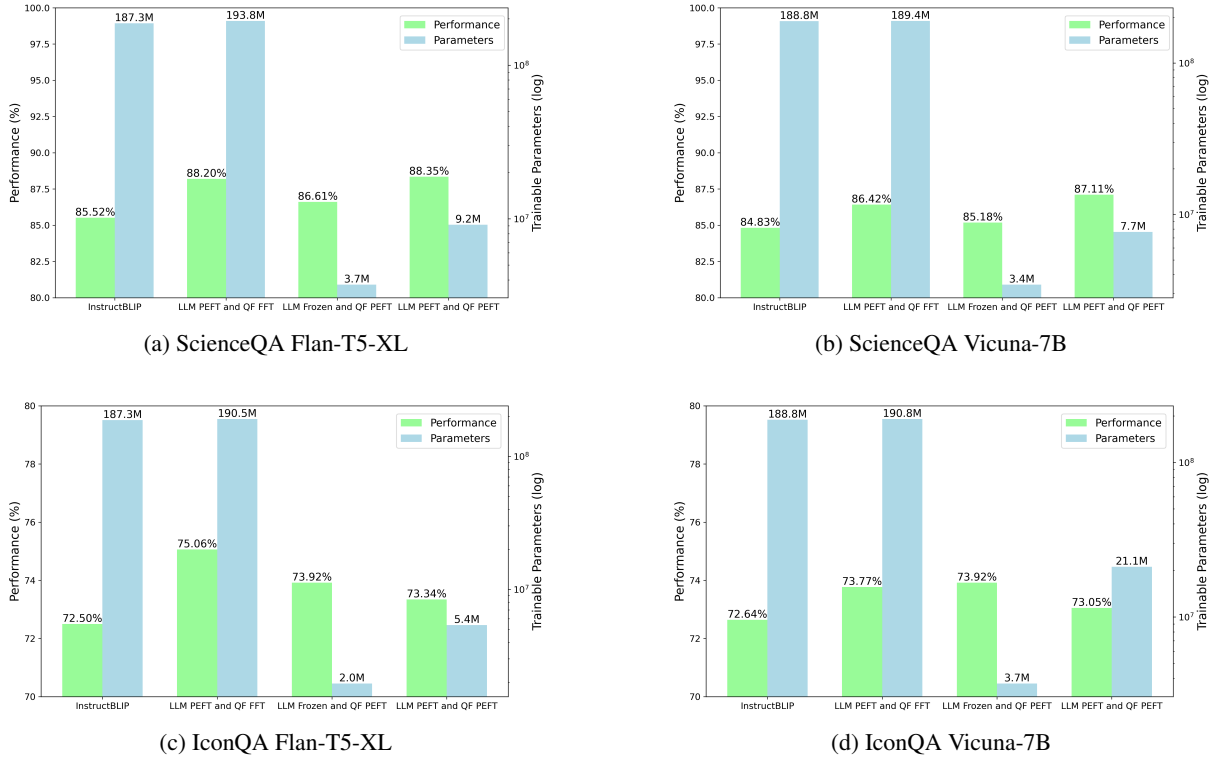 100.0
97.5
95.0
92.5
90.0
87.5
85.0
82.5
80.0
Performance (%)
187.3M
193.8M
85.52%
88.20%
86.61%
88.35%
3.7M
9.2M
Performance
Parameters
10^8
10^7
Trainable Parameters (log)
InstructBLIP
LLM PEFT and QF FFT
LLM Frozen and QF PEFT
LLM PEFT and QF PEFT
(a) ScienceQA Flan-T5-XL
100.0
97.5
95.0
92.5
90.0
87.5
85.0
82.5
80.0
Performance (%)
188.8M
189.4M
84.83%
86.42%
85.18%
87.11%
3.4M
7.7M
Performance
Parameters
10^8
10^7
Trainable Parameters (log)
InstructBLIP
LLM PEFT and QF FFT
LLM Frozen and QF PEFT
LLM PEFT and QF PEFT
(b) ScienceQA Vicuna-7B
80
78
76
74
72
70
Performance (%)
187.3M
190.5M
72.50%
75.06%
73.92%
73.34%
2.0M
5.4M
Performance
Parameters
10^8
10^7
Trainable Parameters (log)
InstructBLIP
LLM PEFT and QF FFT
LLM Frozen and QF PEFT
LLM PEFT and QF PEFT
(c) IconQA Flan-T5-XL
80
78
76
74
72
70
Performance (%)
188.8M
190.8M
72.64%
73.77%
73.92%
73.05%
3.7M
21.1M
Performance
Parameters
10^8
10^7
Trainable Parameters (log)
InstructBLIP
LLM PEFT and QF FFT
LLM Frozen and QF PEFT
LLM PEFT and QF PEFT
(d) IconQA Vicuna-7B